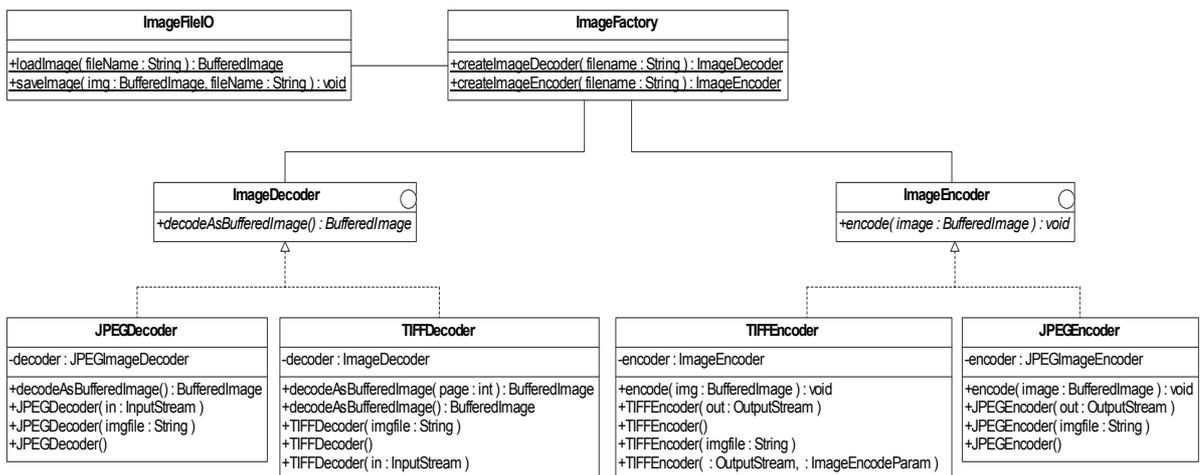 ImageFileIO
+loadImage( fileName : String ) : BufferedImage
+saveImage( img : BufferedImage, fileName : String ) : void
ImageFactory
+createImageDecoder( filename : String ) : ImageDecoder
+createImageEncoder( filename : String ) : ImageEncoder
ImageDecoder
+decodeAsBufferedImage() : BufferedImage
ImageEncoder
+encode( image : BufferedImage ) : void
JPEGDecoder
-decoder : JPEGImageDecoder
+decodeAsBufferedImage() : BufferedImage
+JPEGDecoder( in : InputStream )
+JPEGDecoder( imgfile : String )
+JPEGDecoder()
TIFFDecoder
-decoder : ImageDecoder
+decodeAsBufferedImage( page : int ) : BufferedImage
+decodeAsBufferedImage() : BufferedImage
+TIFFDecoder( imgfile : String )
+TIFFDecoder()
+TIFFDecoder( in : InputStream )
TIFFEncoder
-encoder : ImageEncoder
+encode( img : BufferedImage ) : void
+TIFFEncoder( out : OutputStream )
+TIFFEncoder()
+TIFFEncoder( imgfile : String )
+TIFFEncoder( : OutputStream, : ImageEncodeParam )
JPEGEncoder
-encoder : JPEGImageEncoder
+encode( image : BufferedImage ) : void
+JPEGEncoder( out : OutputStream )
+JPEGEncoder( imgfile : String )
+JPEGEncoder()